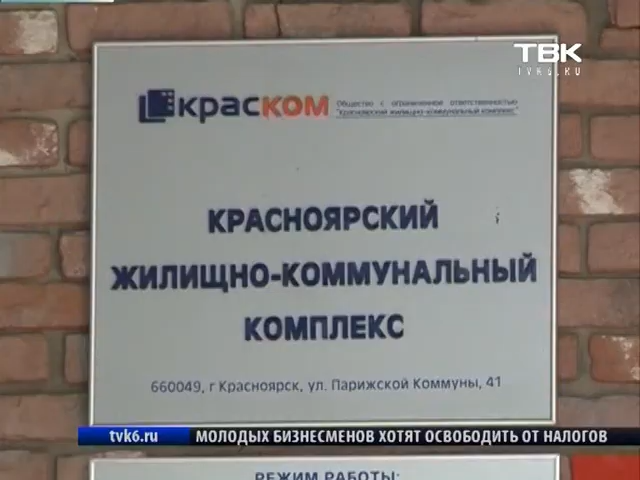 ТВК
TVK6.RU
краском
Общество с ограниченной ответственностью
"Красноярский жилищно-коммунальный комплекс"
КРАСНОЯРСКИЙ
ЖИЛИЩНО-КОММУНАЛЬНЫЙ
КОМПЛЕКС
660049, г Красноярск, ул. Парижской Коммуны, 41
tvk6.ru МОЛОДЫХ БИЗНЕСМЕНОВ ХОТЯТ ОСВОБОДИТЬ ОТ НАЛОГОВ
РЕЖИМ РАБОТЫ: